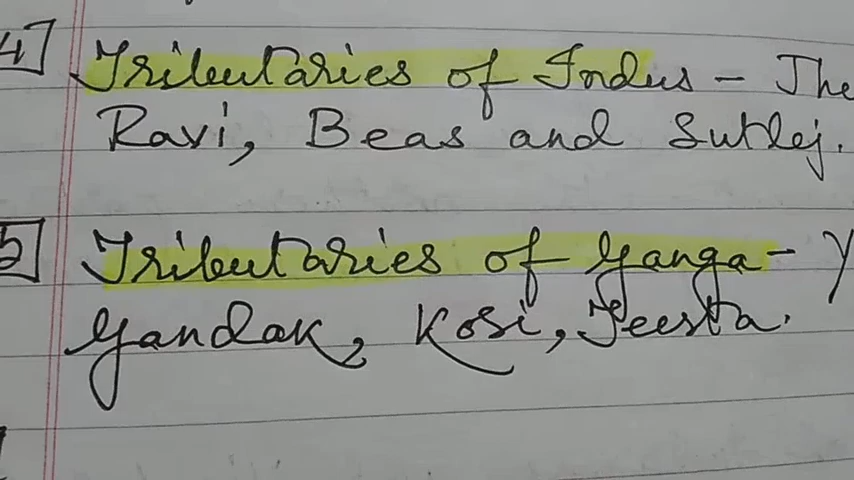 4] Tributaries of Indus - The
Ravi, Beas and Sutlej.
5] Tributaries of Ganga - Y
Gandak, Kosi, Teesta.